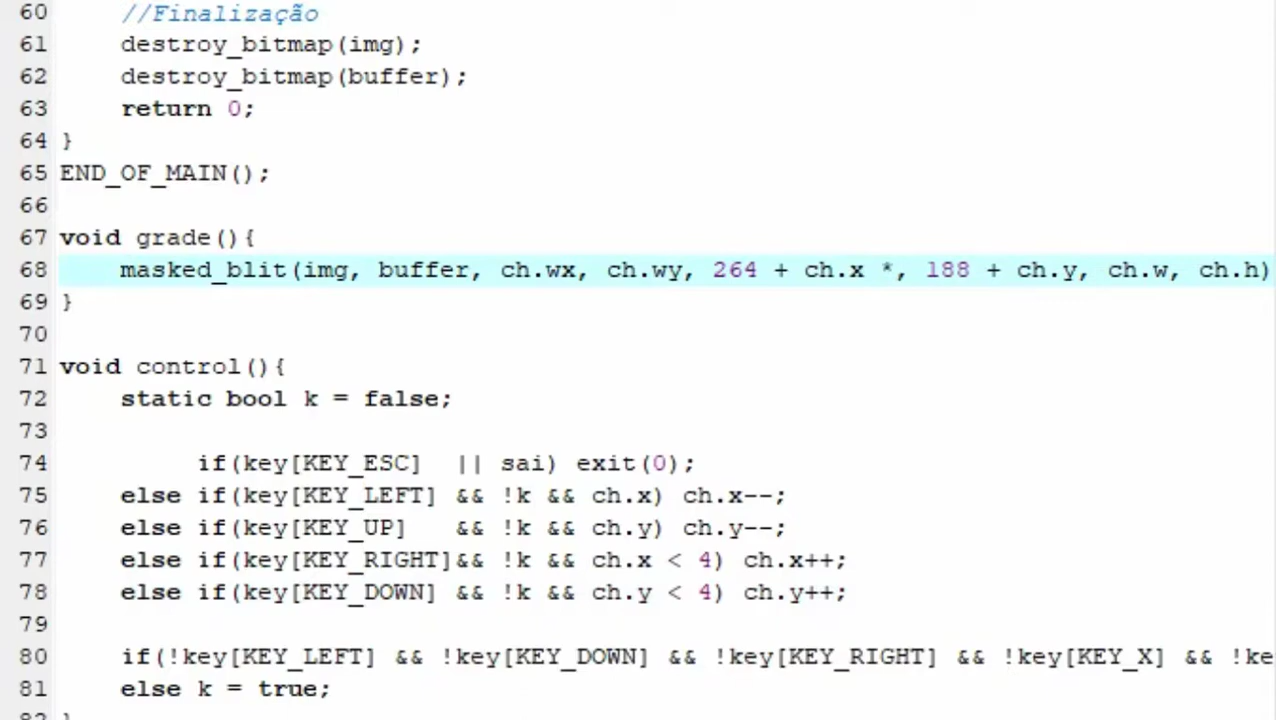 60 //Finalização
61 destroy_bitmap(img);
62 destroy_bitmap(buffer);
63 return 0;
64 }
65 END_OF_MAIN();
66
67 void grade(){
68 masked_blit(img, buffer, ch.wx, ch.wy, 264 + ch.x *, 188 + ch.y, ch.w, ch.h)
69 }
70
71 void control(){
72 static bool k = false;
73
74 if(key[KEY_ESC] || sai) exit(0);
75 else if(key[KEY_LEFT] && !k && ch.x) ch.x--;
76 else if(key[KEY_UP] && !k && ch.y) ch.y--;
77 else if(key[KEY_RIGHT]&& !k && ch.x < 4) ch.x++;
78 else if(key[KEY_DOWN] && !k && ch.y < 4) ch.y++;
79
80 if(!key[KEY_LEFT] && !key[KEY_DOWN] && !key[KEY_RIGHT] && !key[KEY_X] && !ke
81 else k = true;
82 }